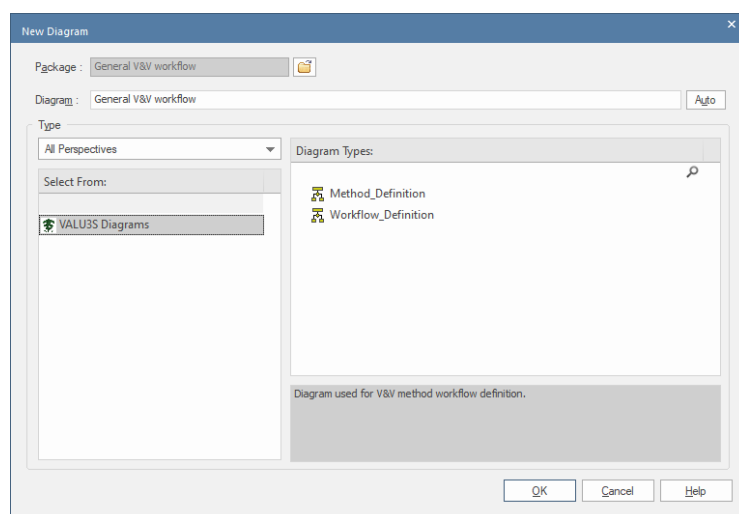 New Diagram
Package : General V&V workflow
Diagram : General V&V workflow Auto
Type
All Perspectives
Diagram Types:
Select From:
Method_Definition
Workflow_Definition
VALU3S Diagrams
Diagram used for V&V method workflow definition.
OK Cancel Help